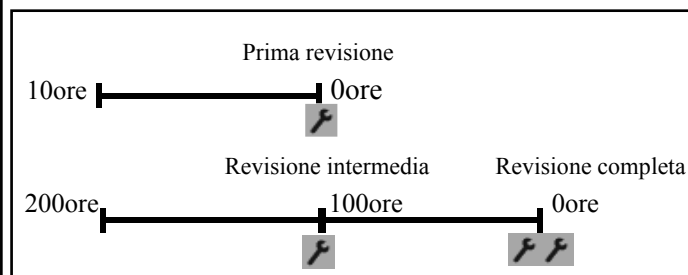 Prima revisione
10ore 0ore
Revisione intermedia Revisione completa
200ore 100ore 0ore